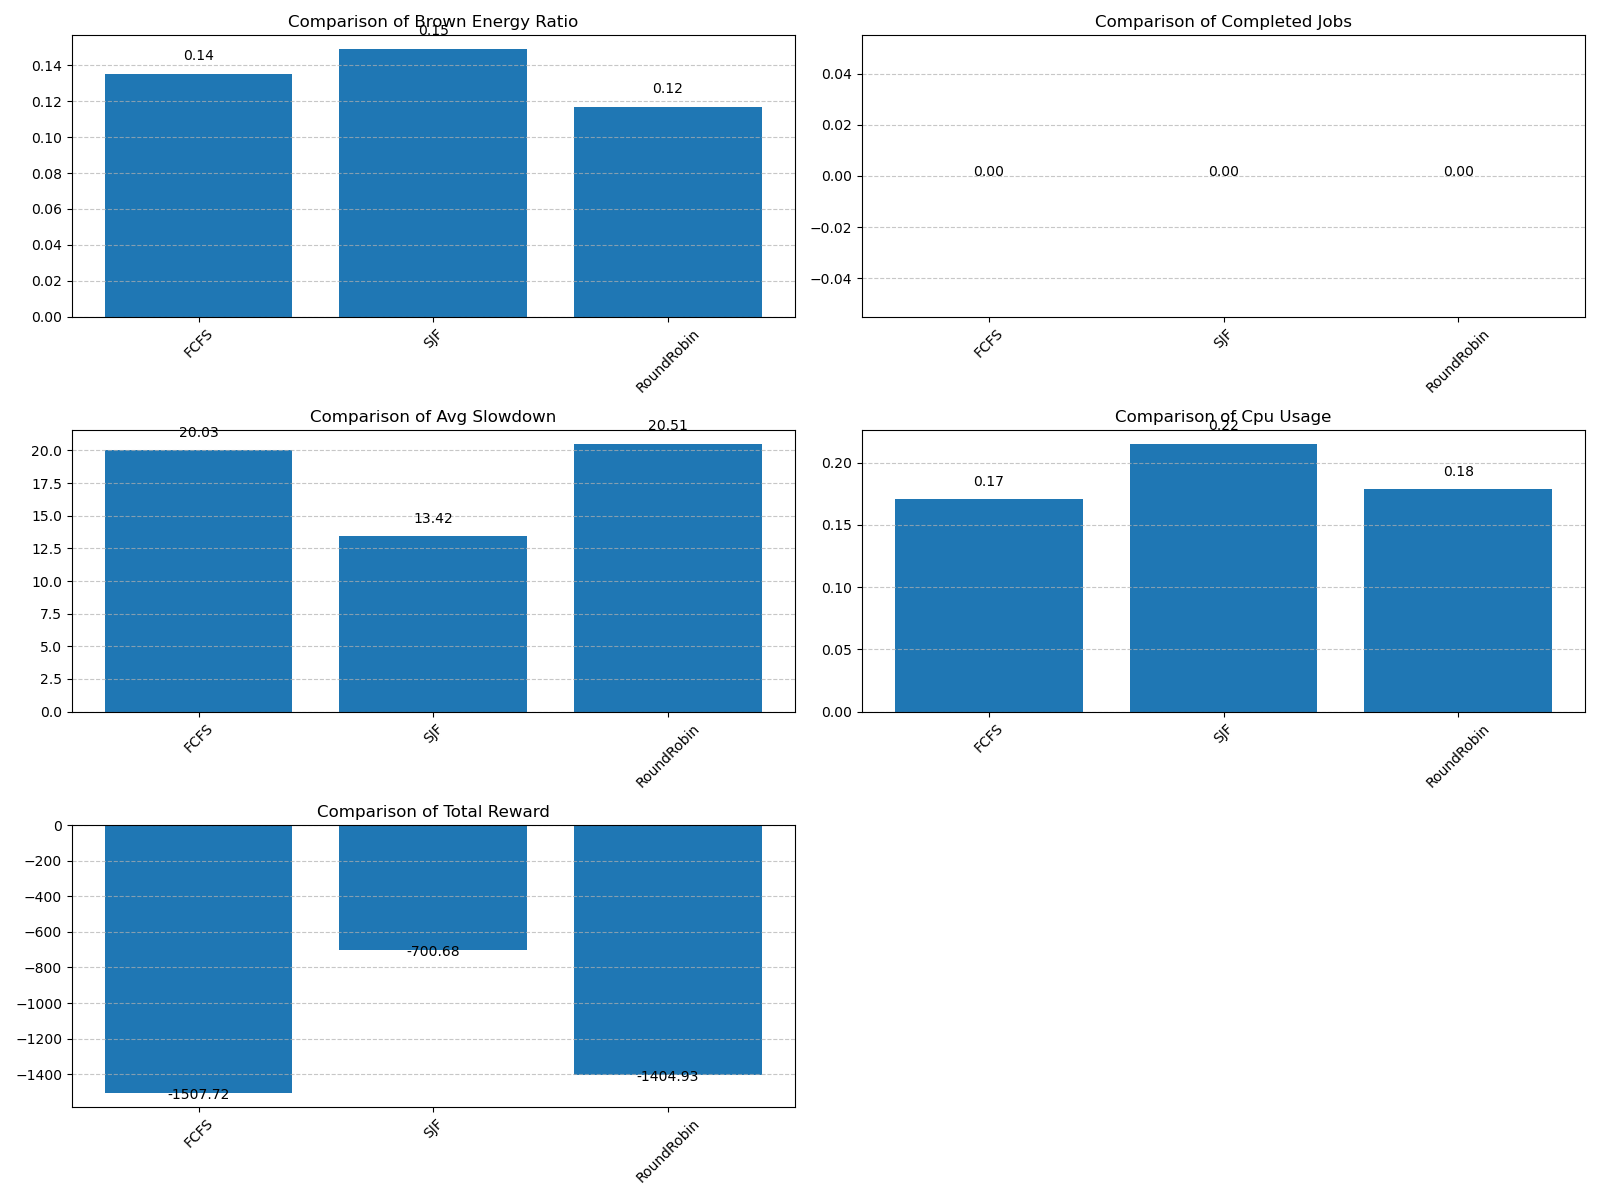 Comparison of Brown Energy Ratio
0.14
0.15
0.12
0.14
0.12
0.10
0.08
0.06
0.04
0.02
0.00
FCFS
SJF
RoundRobin
Comparison of Completed Jobs
0.04
0.02
0.00
−0.02
−0.04
0.00
0.00
0.00
FCFS
SJF
RoundRobin
Comparison of Avg Slowdown
20.03
13.42
20.51
20.0
17.5
15.0
12.5
10.0
7.5
5.0
2.5
0.0
FCFS
SJF
RoundRobin
Comparison of Cpu Usage
0.17
0.22
0.18
0.20
0.15
0.10
0.05
0.00
FCFS
SJF
RoundRobin
Comparison of Total Reward
0
−200
−400
−600
−800
−1000
−1200
−1400
-1507.72
-700.68
-1404.93
FCFS
SJF
RoundRobin